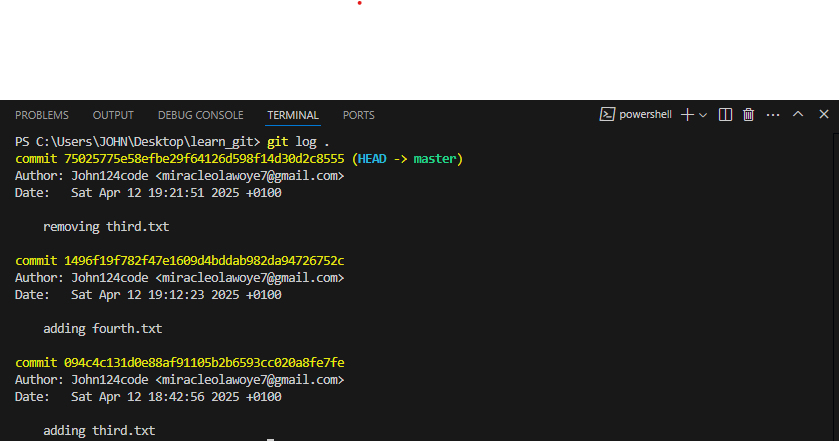 PROBLEMS OUTPUT DEBUG CONSOLE TERMINAL PORTS powershell
PS C:\Users\JOHN\Desktop\learn_git> git log .
commit 75025775e58efbe29f64126d598f14d30d2c8555 (HEAD -> master)
Author: John124code <miracleolawoye7@gmail.com>
Date:   Sat Apr 12 19:21:51 2025 +0100
    removing third.txt
commit 1496f19f782f47e1609d4bddab982da94726752c
Author: John124code <miracleolawoye7@gmail.com>
Date:   Sat Apr 12 19:12:23 2025 +0100
    adding fourth.txt
commit 094c4c131d0e88af91105b2b6593cc020a8fe7fe
Author: John124code <miracleolawoye7@gmail.com>
Date:   Sat Apr 12 18:42:56 2025 +0100
    adding third.txt